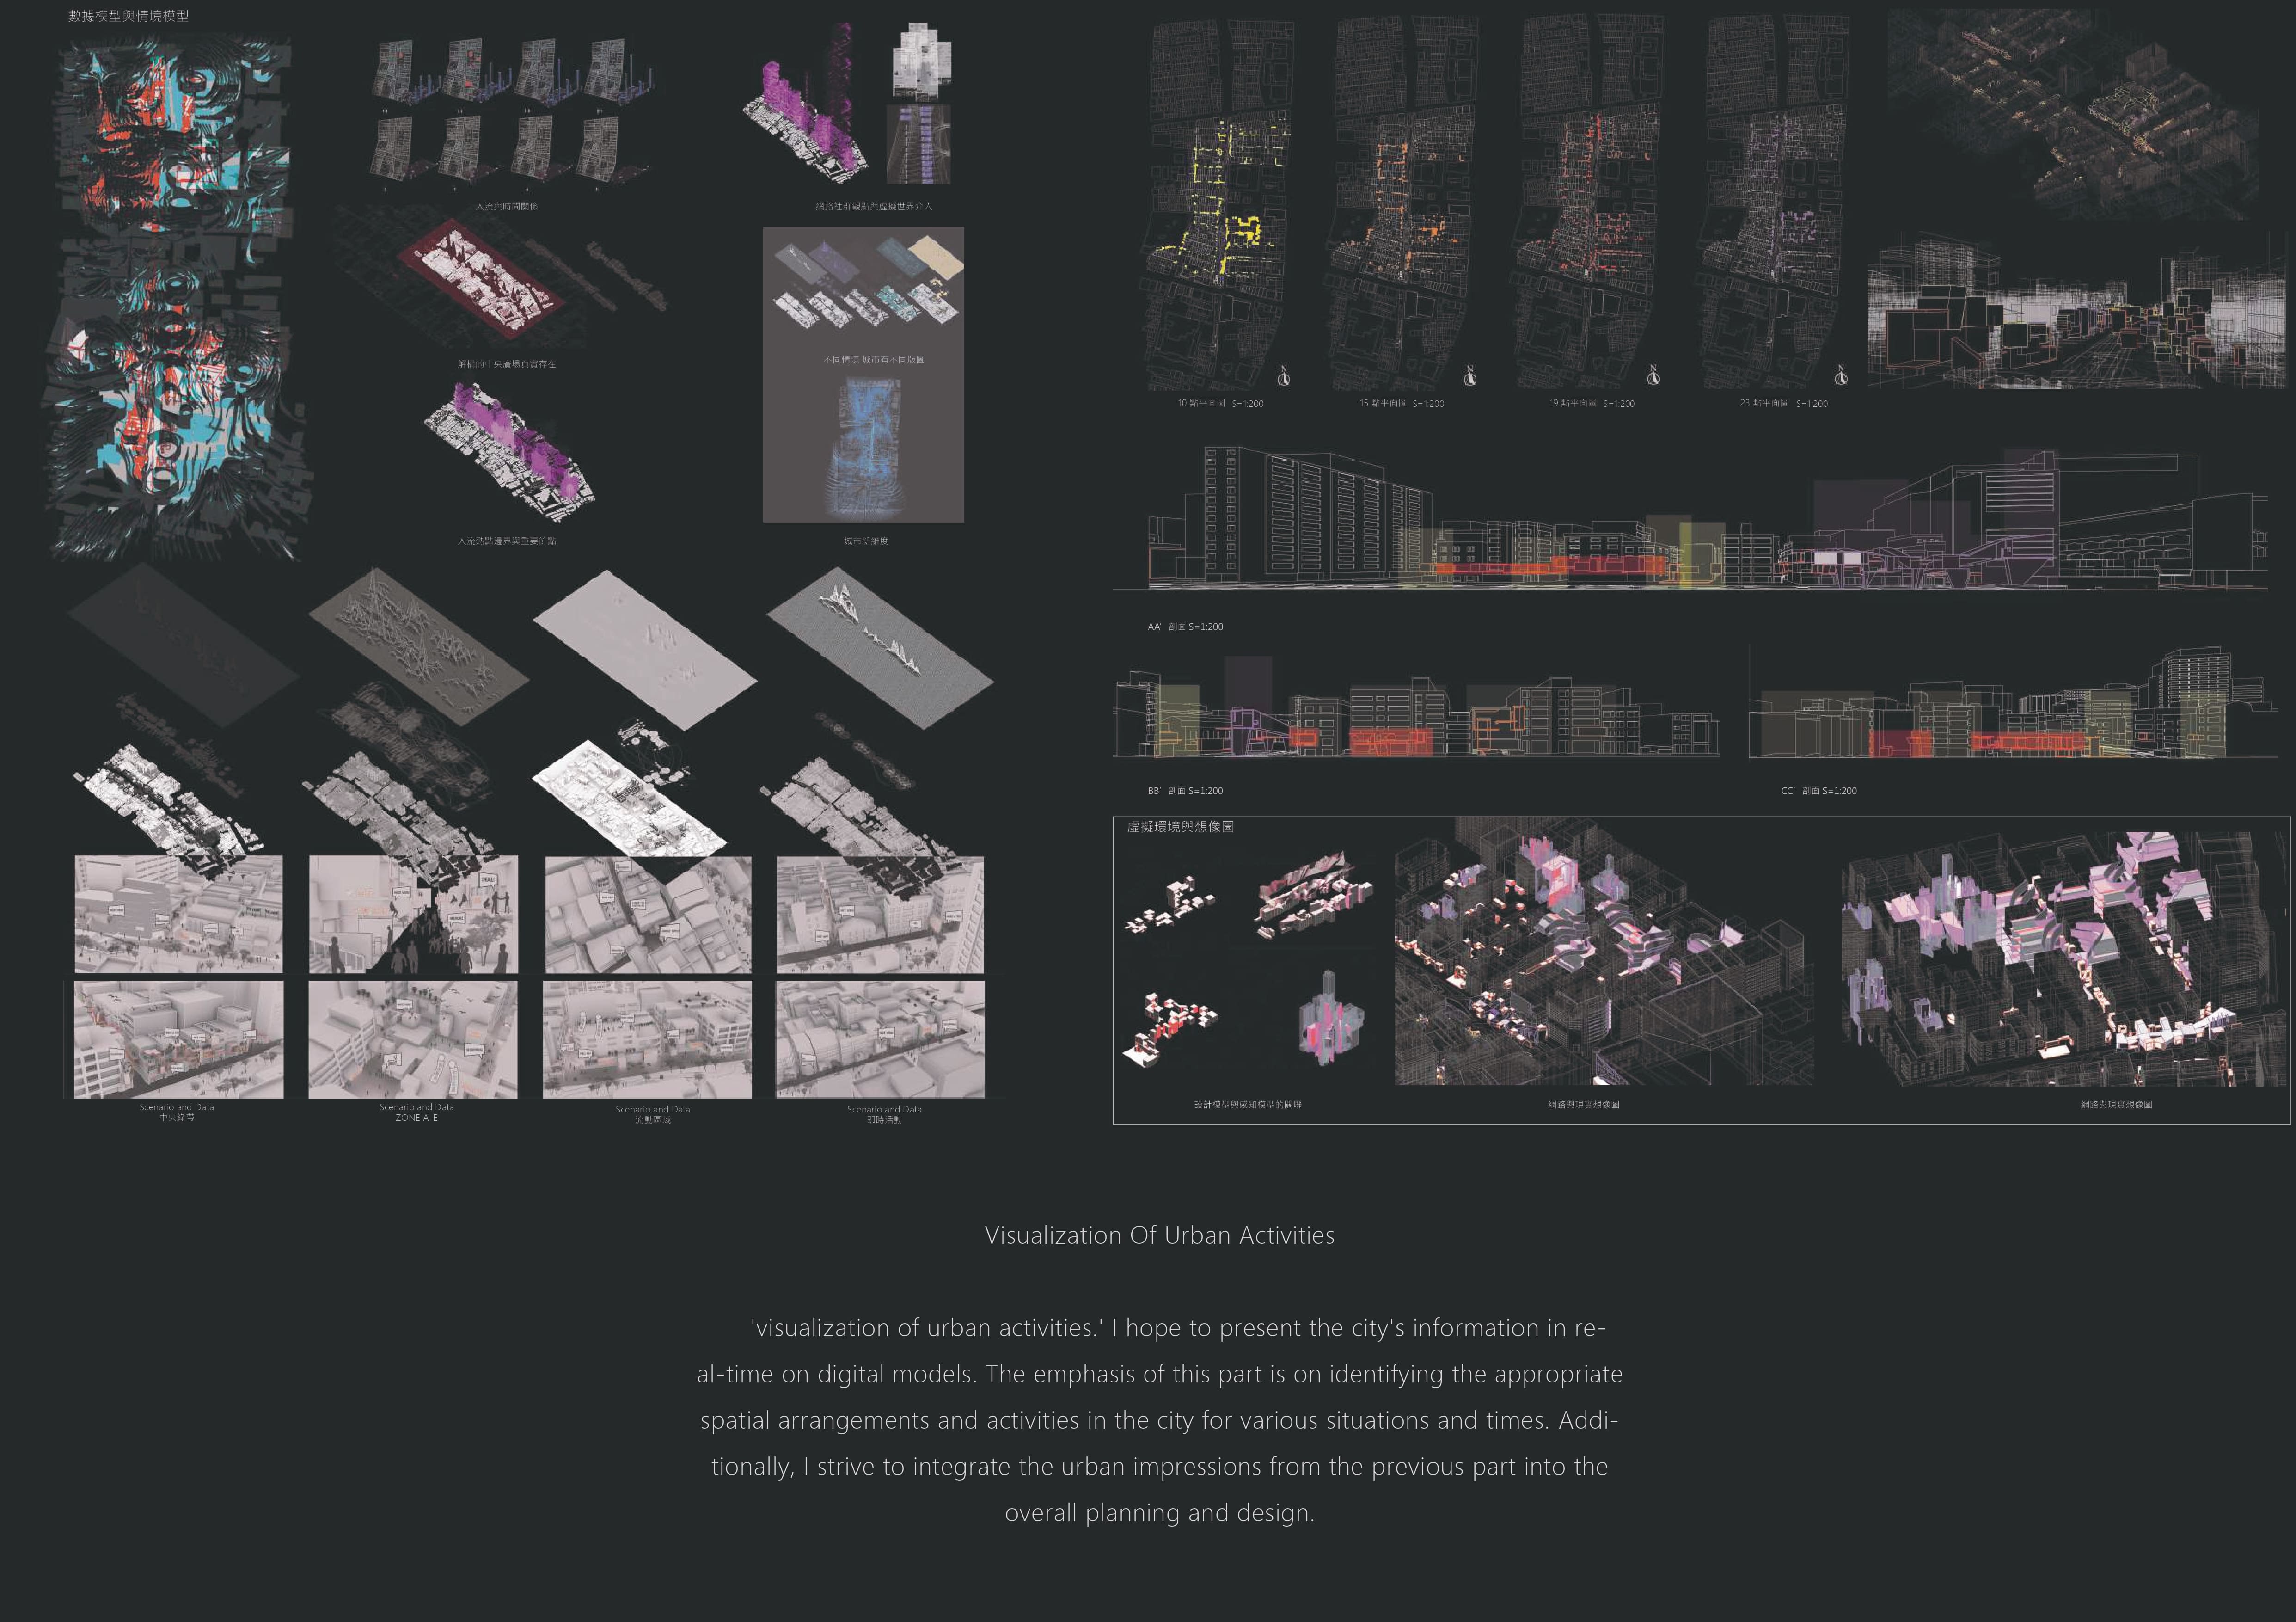 數據模型與情境模型
人流與時間關係
網路社群觀點與虛擬世界介入
解構的中央廣場真實存在
不同情境 城市有不同版圖
人流熱點邊界與重要節點
城市新維度
Scenario and Data
中央綠帶
Scenario and Data
ZONE A-E
Scenario and Data
流動區域
Scenario and Data
即時活動
N
N
N
N
10 點平面圖 S=1:200
15 點平面圖 S=1:200
19 點平面圖 S=1:200
23 點平面圖 S=1:200
AA' 剖面 S=1:200
BB' 剖面 S=1:200
CC' 剖面 S=1:200
虛擬環境與想像圖
設計模型與感知模型的關聯
網路與現實想像圖
網路與現實想像圖
Visualization Of Urban Activities
'visualization of urban activities.' I hope to present the city's information in re-
al-time on digital models. The emphasis of this part is on identifying the appropriate
spatial arrangements and activities in the city for various situations and times. Addi-
tionally, I strive to integrate the urban impressions from the previous part into the
overall planning and design.